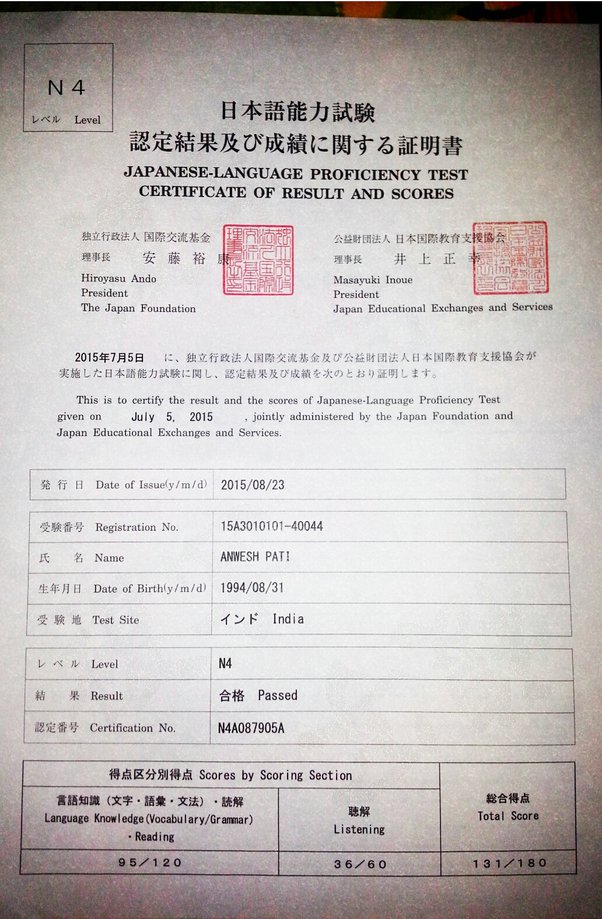 N4
レベル Level
日本語能力試験
認定結果及び成績に関する証明書
JAPANESE-LANGUAGE PROFICIENCY TEST
CERTIFICATE OF RESULT AND SCORES
独立行政法人 国際交流基金
理事長 安藤裕康
Hiroyasu Ando
President
The Japan Foundation
公益財団法人 日本国際教育支援協会
理事長 井上正幸
Masayuki Inoue
President
Japan Educational Exchanges and Services
2015年7月5日 に、独立行政法人国際交流基金及び公益財団法人日本国際教育支援協会が
実施した日本語能力試験に関し、認定結果及び成績を次のとおり証明します。
This is to certify the result and the scores of Japanese-Language Proficiency Test
given on July 5, 2015 , jointly administered by the Japan Foundation and
Japan Educational Exchanges and Services.
発行日 Date of Issue(y/m/d) 2015/08/23
受験番号 Registration No. 15A3010101-40044
氏名 Name ANWESH PATI
生年月日 Date of Birth(y/m/d) 1994/08/31
受験地 Test Site インド India
レベル Level N4
結果 Result 合格 Passed
認定番号 Certification No. N4A087905A
得点区分別得点 Scores by Scoring Section
言語知識（文字・語彙・文法）・読解
Language Knowledge(Vocabulary/Grammar)
・Reading
聴解
Listening
総合得点
Total Score
95／120 36／60 131／180